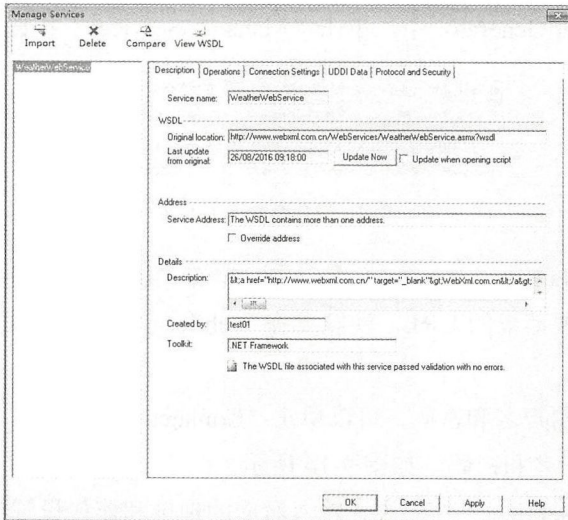 Manage Services
Import Delete Compare View WSDL
WeatherWebService
Description Operations Connection Settings UDDI Data Protocol and Security
Service name: WeatherWebService
WSDL
Original location: http://www.webxml.com.cn/WebServices/WeatherWebService.asmx?wsdl
Last update from original: 26/08/2016 09:18:00 Update Now Update when opening script
Address
Service Address: The WSDL contains more than one address.
Override address
Details
Description: &lt;a href="http://www.webxml.com.cn/" target="_blank"&gt;WebXml.com.cn&lt;/a&gt;
Created by: test01
Toolkit: .NET Framework
The WSDL file associated with this service passed validation with no errors.
OK Cancel Apply Help